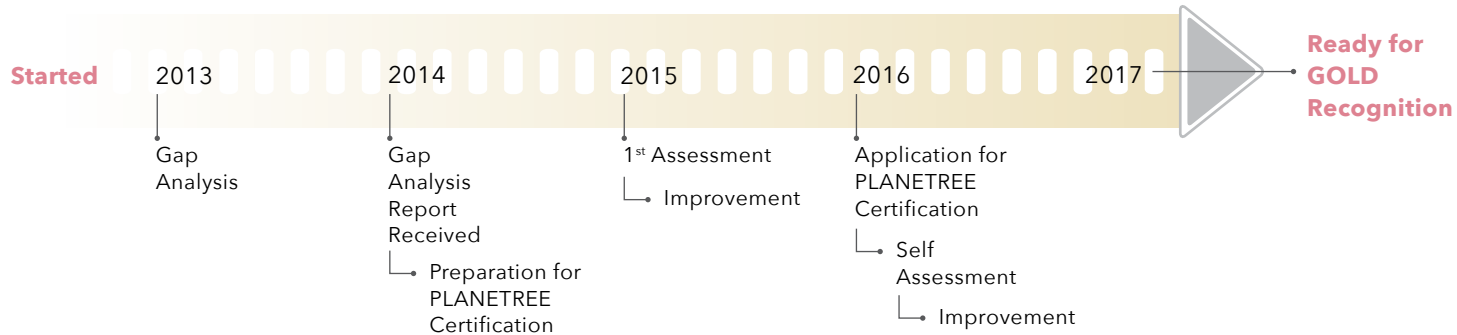 Started
2013
2014
2015
2016
2017
Ready for
GOLD
Recognition
Gap
Analysis
Gap
Analysis
Report
Received
Preparation for
PLANETREE
Certification
1st Assessment
Improvement
Application for
PLANETREE
Certification
Self
Assessment
Improvement